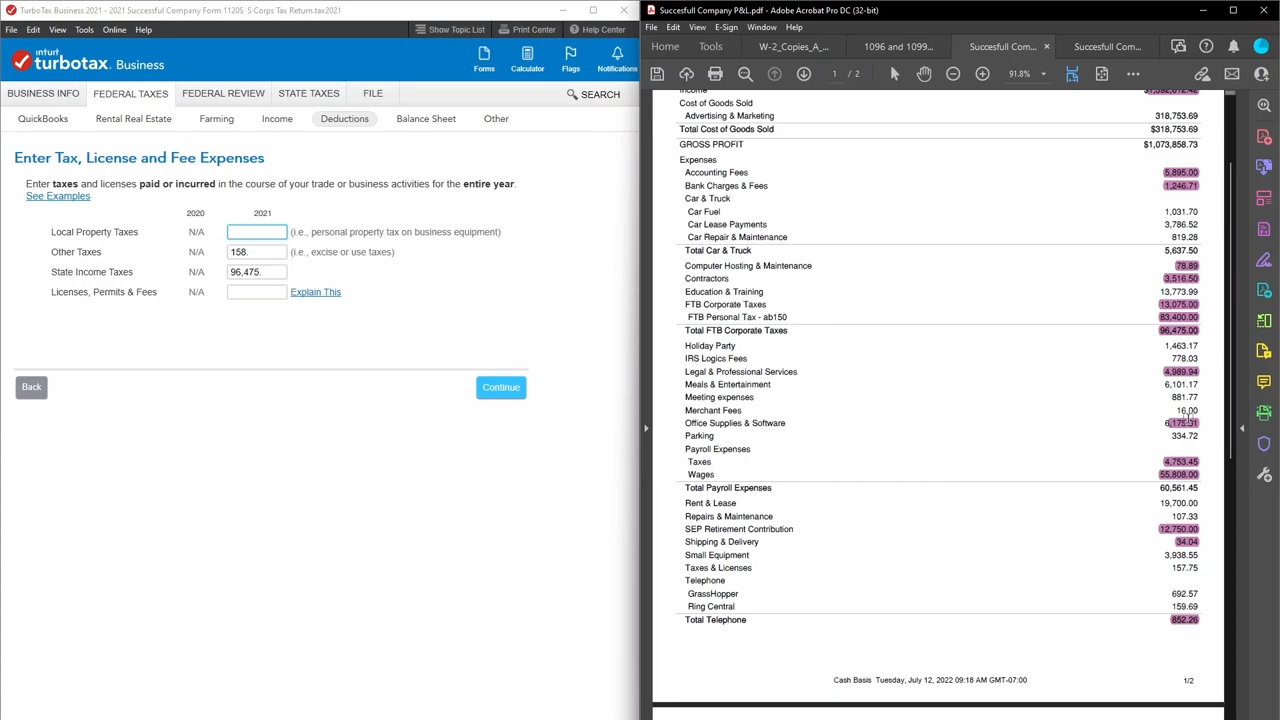 TurboTax Business 2021 - 2021 Successful Company Form 1120S S Corps Tax Return.tax2021
File Edit View Tools Online Help
Show Topic List Print Center Help Center
intuit
turbotax. Business
Forms Calculator Flags Notifications
BUSINESS INFO FEDERAL TAXES FEDERAL REVIEW STATE TAXES FILE SEARCH
QuickBooks Rental Real Estate Farming Income Deductions Balance Sheet Other
Enter Tax, License and Fee Expenses
Enter taxes and licenses paid or incurred in the course of your trade or business activities for the entire year.
See Examples
2020 2021
Local Property Taxes N/A (i.e., personal property tax on business equipment)
Other Taxes N/A 158. (i.e., excise or use taxes)
State Income Taxes N/A 96,475.
Licenses, Permits & Fees N/A Explain This
Back Continue
Succesfull Company P&L.pdf - Adobe Acrobat Pro DC (32-bit)
File Edit View E-Sign Window Help
Home Tools W-2_Copies_A_... 1096 and 1099... Succesfull Com... Succesfull Com...
1 / 2 91.8%
Income
Cost of Goods Sold
Advertising & Marketing 318,753.69
Total Cost of Goods Sold $318,753.69
GROSS PROFIT $1,073,858.73
Expenses
Accounting Fees 5,895.00
Bank Charges & Fees 1,246.71
Car & Truck
Car Fuel 1,031.70
Car Lease Payments 3,786.52
Car Repair & Maintenance 819.28
Total Car & Truck 5,637.50
Computer Hosting & Maintenance 78.89
Contractors 3,516.50
Education & Training 13,773.99
FTB Corporate Taxes 13,075.00
FTB Personal Tax - ab150 83,400.00
Total FTB Corporate Taxes 96,475.00
Holiday Party 1,463.17
IRS Logics Fees 778.03
Legal & Professional Services 4,989.94
Meals & Entertainment 6,101.17
Meeting expenses 881.77
Merchant Fees 16.00
Office Supplies & Software
Parking 334.72
Payroll Expenses
Taxes 4,753.45
Wages 55,808.00
Total Payroll Expenses 60,561.45
Rent & Lease 19,700.00
Repairs & Maintenance 107.33
SEP Retirement Contribution 12,750.00
Shipping & Delivery 34.04
Small Equipment 3,938.55
Taxes & Licenses 157.75
Telephone
GrassHopper 692.57
Ring Central 159.69
Total Telephone 852.26
Cash Basis Tuesday, July 12, 2022 09:18 AM GMT-07:00 1/2